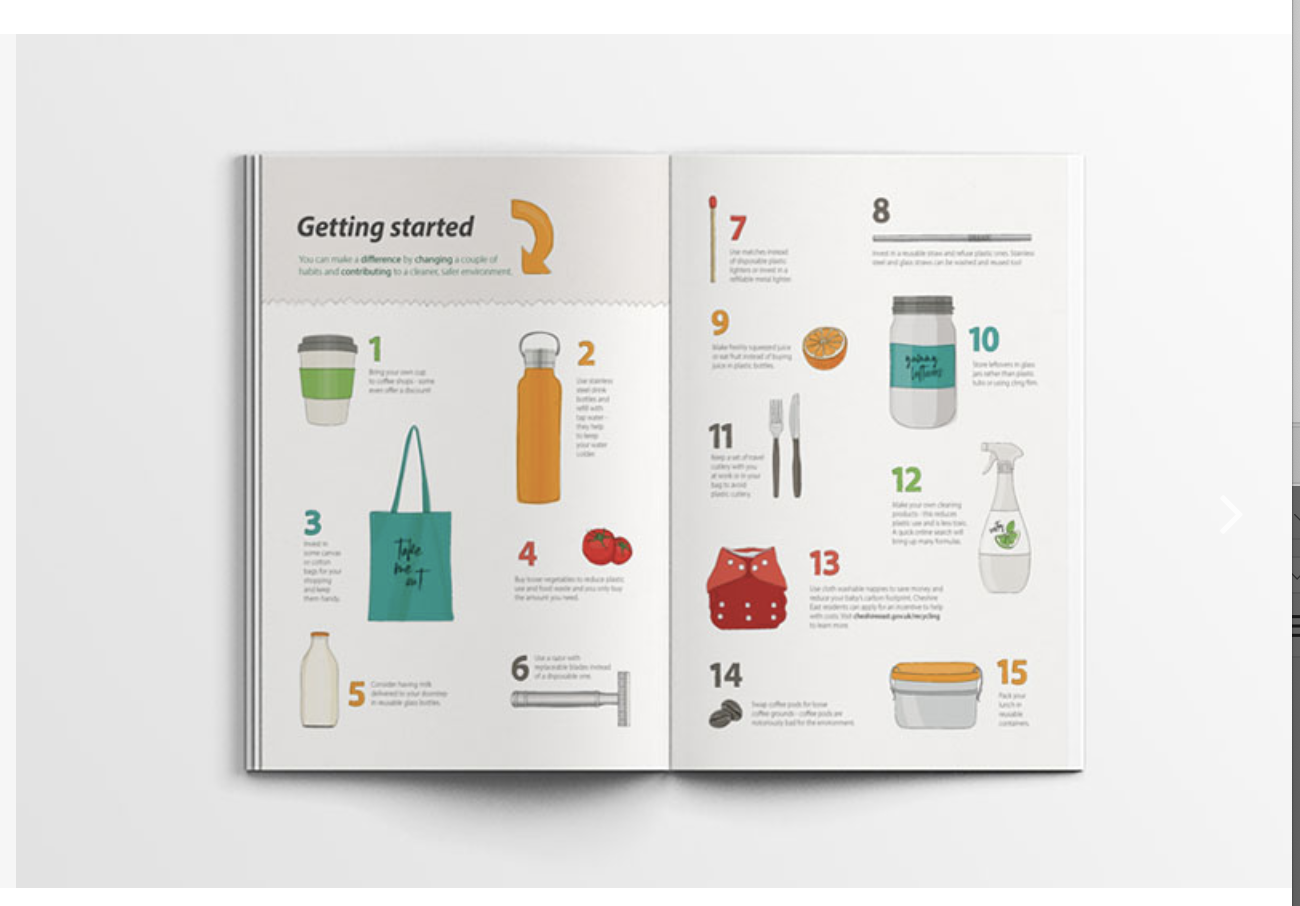 Getting started
You can make a difference by changing a couple of
habits and contributing to a cleaner, safer environment.
1
Bring your own cup
to coffee shops - some
even offer a discount!
2
Use stainless
steel drink
bottles and
refill with
tap water -
they help
to keep
your water
colder.
3
Invest in
some canvas
or cotton
bags for your
shopping
and keep
them handy.
Take
me
out
4
Buy loose vegetables to reduce plastic
use and food waste and you only buy
the amount you need.
5
Consider having milk
delivered to your doorstep
in reusable glass bottles.
6
Use a razor with
replaceable blades instead
of a disposable one.
7
Use matches instead
of disposable plastic
lighters or invest in a
refillable metal lighter.
8
Invest in a reusable straw and refuse plastic ones. Stainless
steel and glass straws can be washed and reused too!
9
Make freshly squeezed juice
or eat fruit instead of buying
juice in plastic bottles.
10
Store leftovers in glass
jars rather than plastic
tubs or using cling film.
yummy
leftovers
11
Keep a set of travel
cutlery with you
at work or in your
bag to avoid
plastic cutlery.
12
Make your own cleaning
products - this reduces
plastic use and is less toxic.
A quick online search will
bring up many formulas.
13
Use cloth washable nappies to save money and
reduce your baby's carbon footprint. Cheshire
East residents can apply for an incentive to help
with costs. Visit cheshireeast.gov.uk/recycling
to learn more.
14
Swap coffee pods for loose
coffee grounds - coffee pods are
notoriously bad for the environment.
15
Pack your
lunch in
reusable
containers.